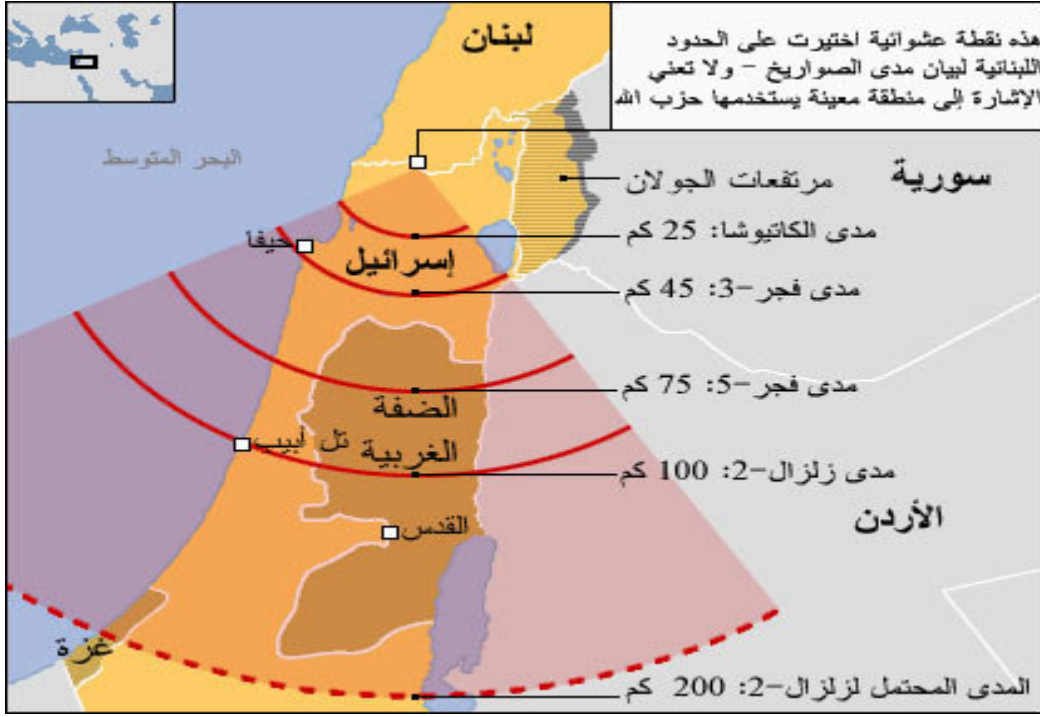 هذه نقطة عشوائية اختيرت على الحدود
اللبنانية لبيان مدى الصواريخ - ولا تعني
الإشارة إلى منطقة معينة يستخدمها حزب الله
لبنان
البحر المتوسط
مرتفعات الجولان
سورية
مدى الكاتيوشا: 25 كم
حيفا
إسرائيل
مدى فجر-3: 45 كم
مدى فجر-5: 75 كم
الضفة
الغربية
تل أبيب
مدى زلزال-2: 100 كم
الأردن
القدس
غزة
المدى المحتمل لزلزال-2: 200 كم